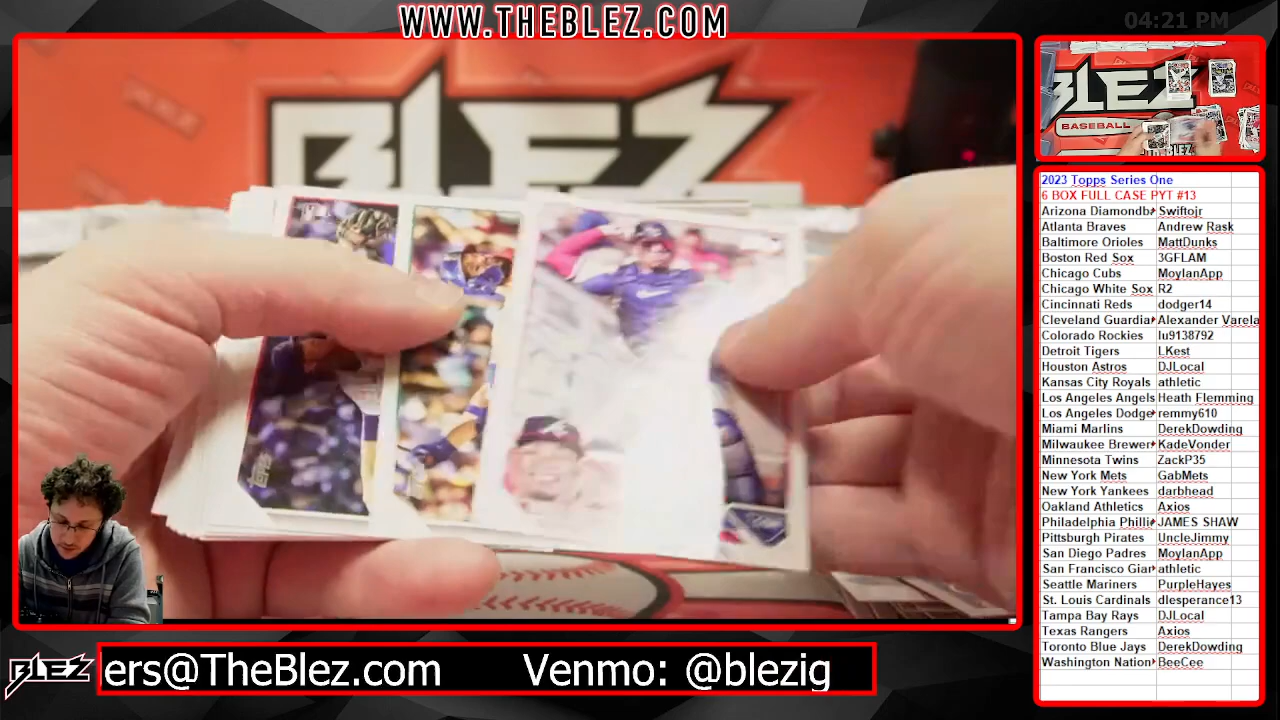 WWW.THEBLEZ.COM
04:21 PM
BLEZ
BLEZ
BASEBALL
BLEZ
2023 Topps Series One
6 BOX FULL CASE PYT #13
Arizona Diamondba Swiftojr
Atlanta Braves Andrew Rask
Baltimore Orioles MattDunks
Boston Red Sox 3GFLAM
Chicago Cubs MoylanApp
Chicago White Sox R2
Cincinnati Reds dodger14
Cleveland Guardia Alexander Varela
Colorado Rockies lu9138792
Detroit Tigers LKest
Houston Astros DJLocal
Kansas City Royals athletic
Los Angeles Angels Heath Flemming
Los Angeles Dodge remmy610
Miami Marlins DerekDowding
Milwaukee Brewer KadeVonder
Minnesota Twins ZackP35
New York Mets GabMets
New York Yankees darbhead
Oakland Athletics Axios
Philadelphia Philli JAMES SHAW
Pittsburgh Pirates UncleJimmy
San Diego Padres MoylanApp
San Francisco Gian athletic
Seattle Mariners PurpleHayes
St. Louis Cardinals dlesperance13
Tampa Bay Rays DJLocal
Texas Rangers Axios
Toronto Blue Jays DerekDowding
Washington Nation BeeCee
BLEZ
ers@TheBlez.com Venmo: @blezig